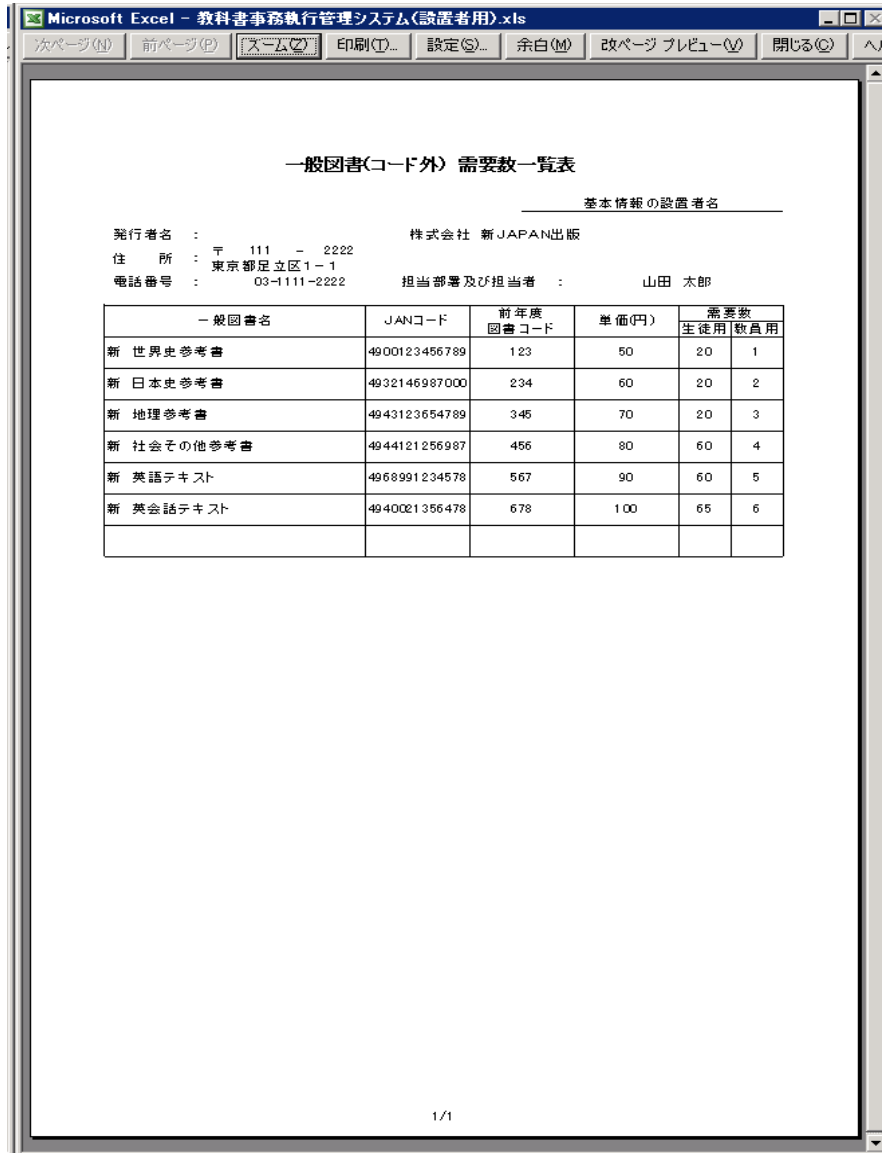 Microsoft Excel - 教科書事務執行管理システム(設置者用).xls
次ページ(N) 前ページ(P) ズーム(Z) 印刷(T)... 設定(S)... 余白(M) 改ページ プレビュー(V) 閉じる(C) ヘル
一般図書(コード外) 需要数一覧表
基本情報の設置者名
発行者名 : 株式会社 新JAPAN出版
住 所 : 〒 111 - 2222
東京都足立区1-1
電話番号 : 03-1111-2222 担当部署及び担当者 : 山田 太郎
一般図書名 JANコード 前年度 図書コード 単価(円) 需要数
生徒用 教員用
新 世界史参考書 4900123456789 123 50 20 1
新 日本史参考書 4932146987000 234 60 20 2
新 地理参考書 4943123654789 345 70 20 3
新 社会その他参考書 4944121256987 456 80 60 4
新 英語テキスト 4968991234578 567 90 60 5
新 英会話テキスト 4940021356478 678 100 65 6
1/1